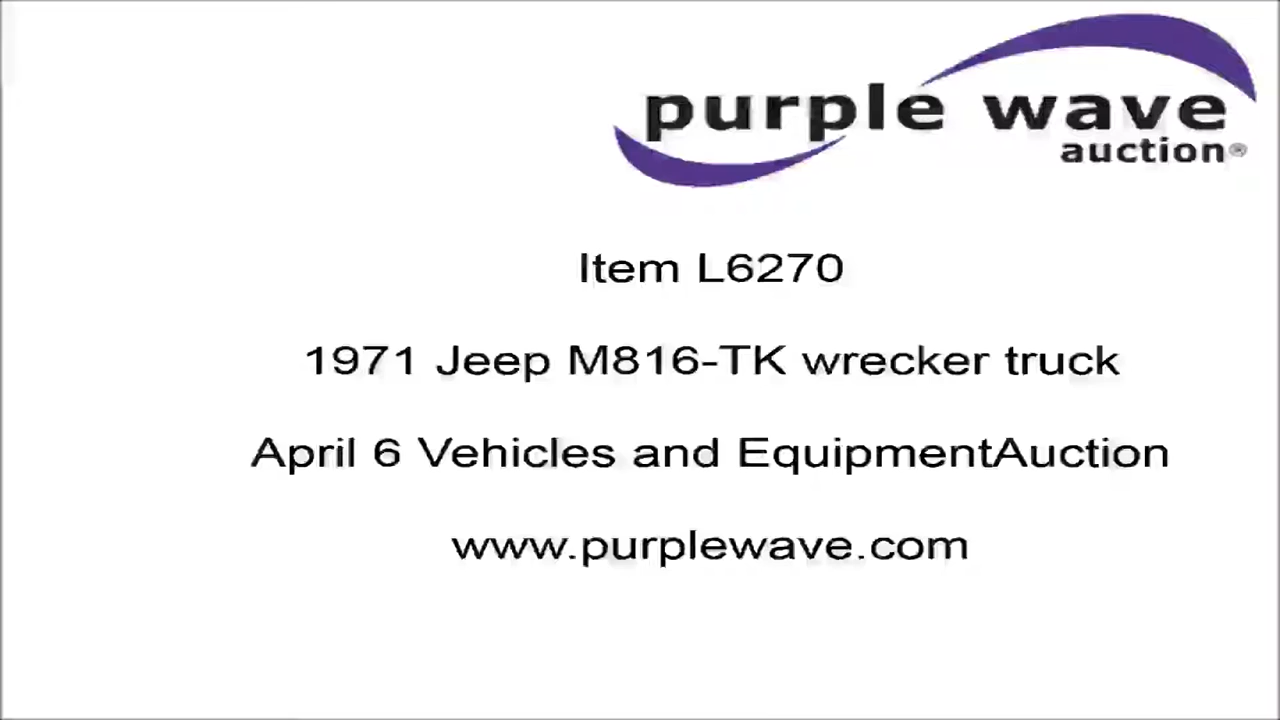 purple wave
auction®
Item L6270
1971 Jeep M816-TK wrecker truck
April 6 Vehicles and EquipmentAuction
www.purplewave.com